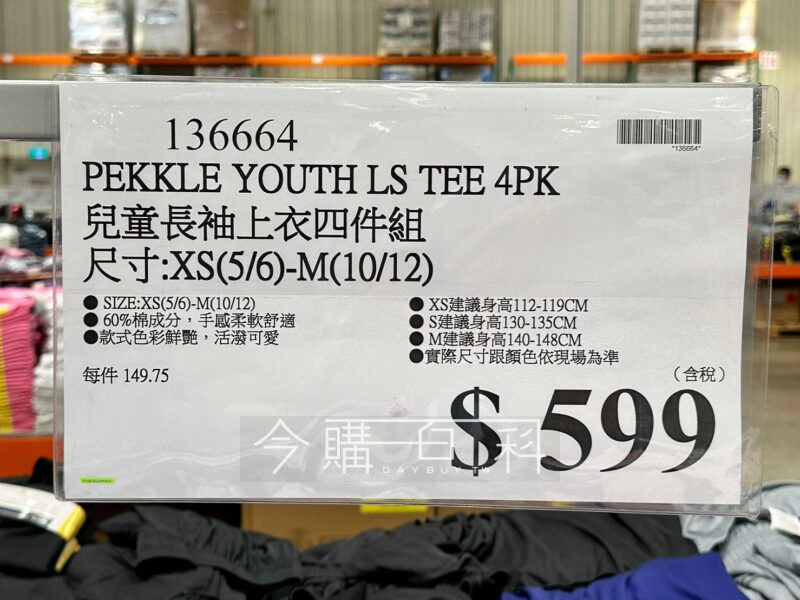 136664
*136664*
PEKKLE YOUTH LS TEE 4PK
兒童長袖上衣四件組
尺寸:XS(5/6)-M(10/12)
● SIZE:XS(5/6)-M(10/12)
● 60%棉成分，手感柔軟舒適
●款式色彩鮮艷，活潑可愛
● XS建議身高112-119CM
● S建議身高130-135CM
● M建議身高140-148CM
●實際尺寸跟顏色依現場為準
每件 149.75
（含稅）
$ 599
今購百科
DAYBUY.TW